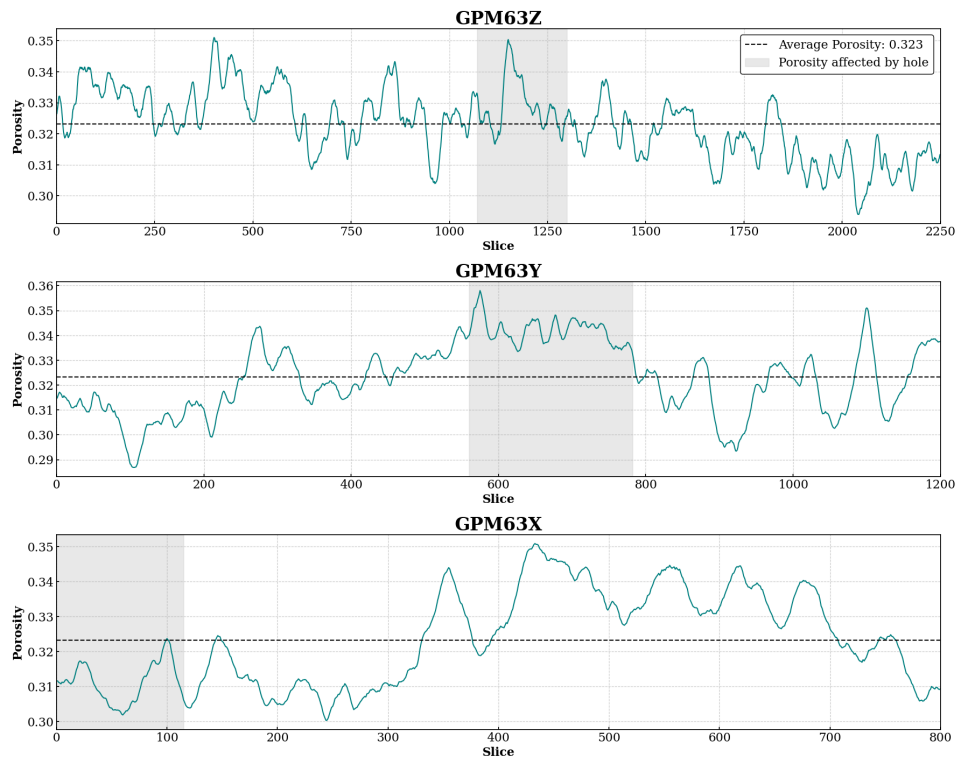 GPM63Z
0.35
0.34
0.33
0.32
0.31
0.30
Porosity
Average Porosity: 0.323
Porosity affected by hole
0 250 500 750 1000 1250 1500 1750 2000 2250
Slice
GPM63Y
0.36
0.35
0.34
0.33
0.32
0.31
0.30
0.29
Porosity
0 200 400 600 800 1000 1200
Slice
GPM63X
0.35
0.34
0.33
0.32
0.31
0.30
Porosity
0 100 200 300 400 500 600 700 800
Slice